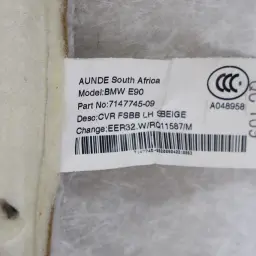 AUNDE South Africa
Model:BMW E90
Part No:7147745-09
Desc:CVR FSBB LH SBEIGE
Change:EER32.W/RQ11587/M
CCC
A048958